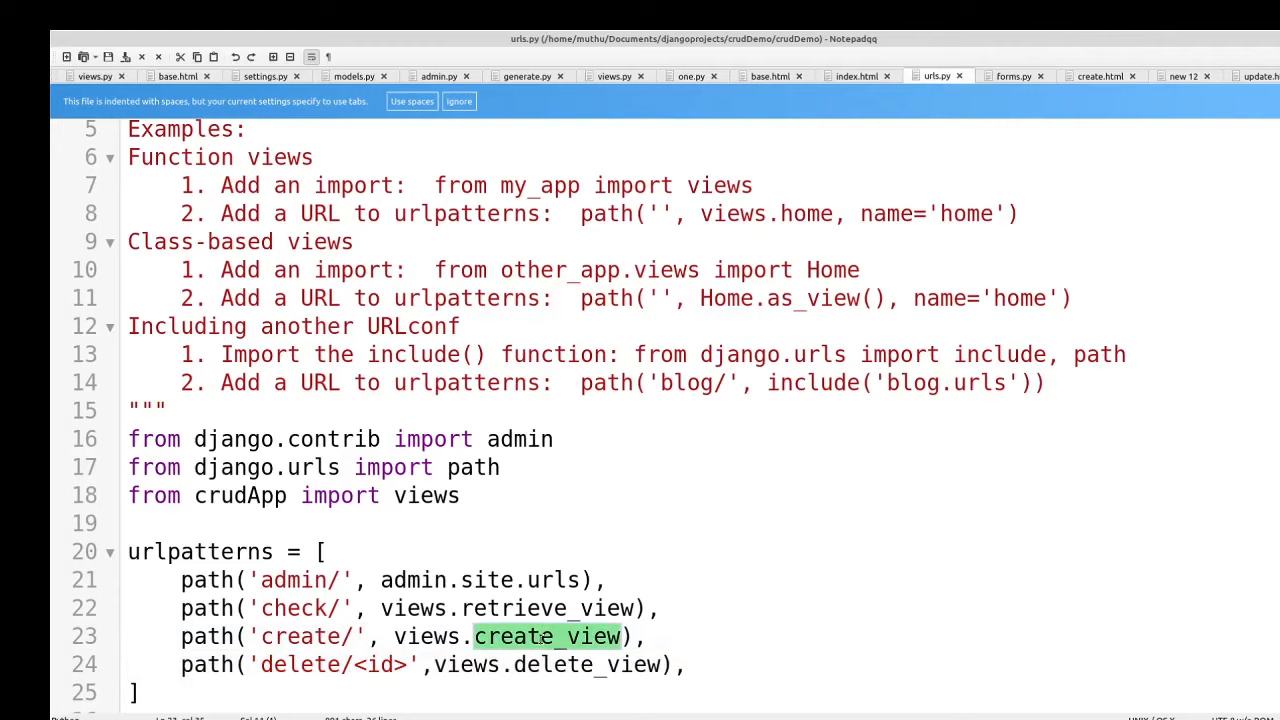 urls.py (/home/muthu/Documents/djangoprojects/crudDemo/crudDemo) - Notepadqq
views.py base.html settings.py models.py admin.py generate.py views.py one.py base.html index.html urls.py forms.py create.html new 12 update.h
This file is indented with spaces, but your current settings specify to use tabs. Use spaces Ignore
5 Examples:
6 Function views
7 1. Add an import:  from my_app import views
8 2. Add a URL to urlpatterns:  path('', views.home, name='home')
9 Class-based views
10 1. Add an import:  from other_app.views import Home
11 2. Add a URL to urlpatterns:  path('', Home.as_view(), name='home')
12 Including another URLconf
13 1. Import the include() function: from django.urls import include, path
14 2. Add a URL to urlpatterns:  path('blog/', include('blog.urls'))
15 """
16 from django.contrib import admin
17 from django.urls import path
18 from crudApp import views
19
20 urlpatterns = [
21 path('admin/', admin.site.urls),
22 path('check/', views.retrieve_view),
23 path('create/', views.create_view),
24 path('delete/<id>',views.delete_view),
25 ]